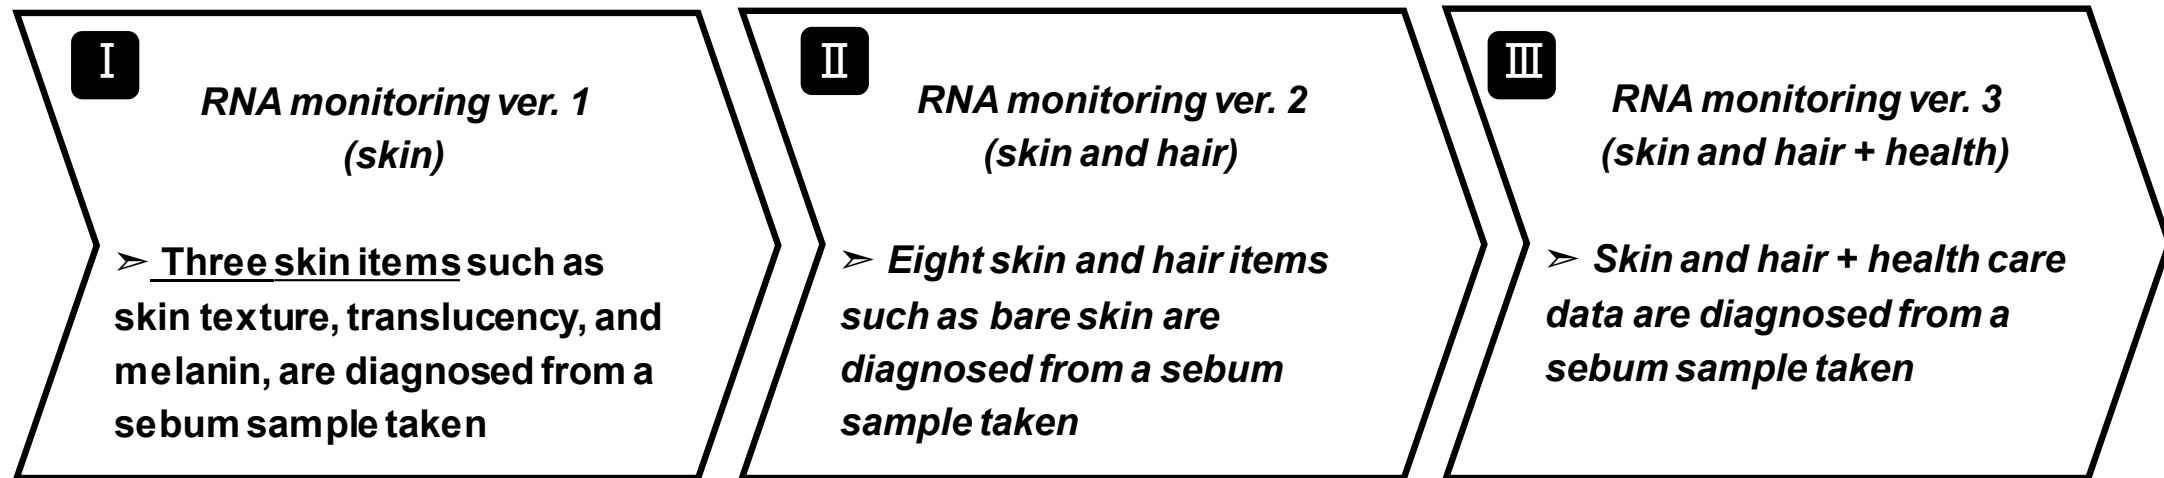 Ⅰ
RNA monitoring ver. 1
(skin)
➣ Three skin items such as
skin texture, translucency, and
melanin, are diagnosed from a
sebum sample taken
Ⅱ
RNA monitoring ver. 2
(skin and hair)
➣ Eight skin and hair items
such as bare skin are
diagnosed from a sebum
sample taken
Ⅲ
RNA monitoring ver. 3
(skin and hair + health)
➣ Skin and hair + health care
data are diagnosed from a
sebum sample taken